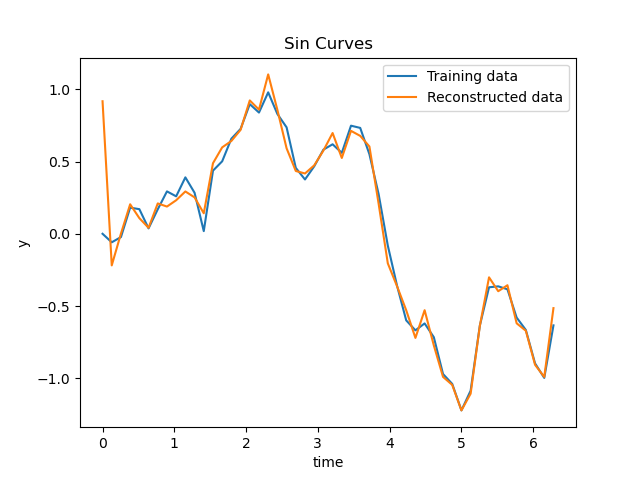 Sin Curves
Training data
Reconstructed data
1.0
0.5
0.0
−0.5
−1.0
y
0 1 2 3 4 5 6
time